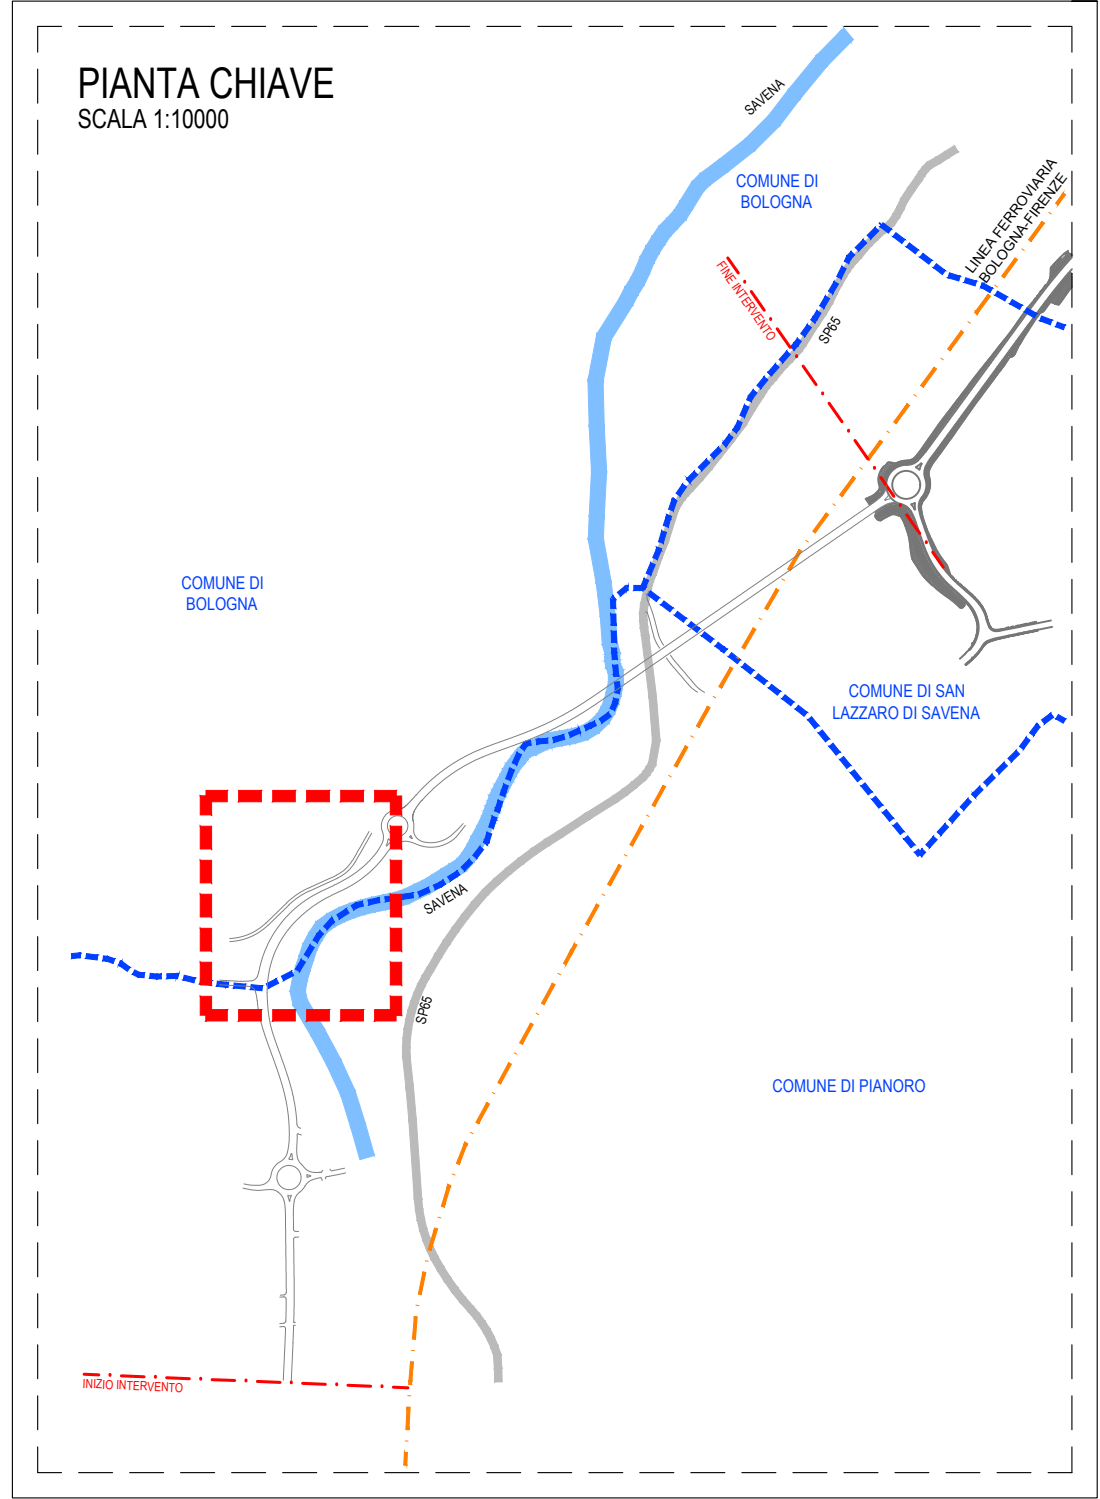 PIANTA CHIAVE
SCALA 1:10000
SAVENA
COMUNE DI
BOLOGNA
LINEA FERROVIARIA
BOLOGNA-FIRENZE
FINE INTERVENTO
SP65
COMUNE DI
BOLOGNA
COMUNE DI SAN
LAZZARO DI SAVENA
SAVENA
SP65
COMUNE DI PIANORO
INIZIO INTERVENTO